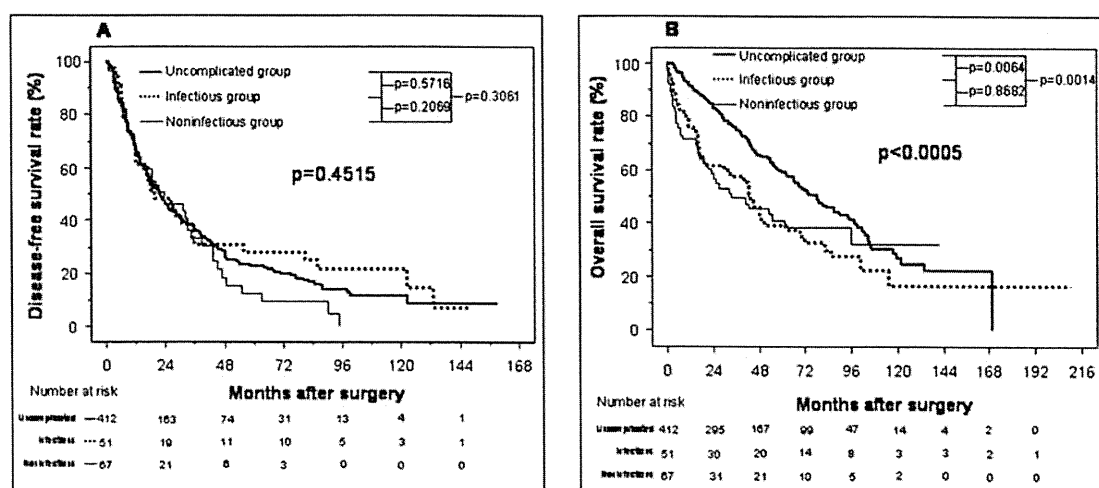 A
Disease-free survival rate (%)
100
80
60
40
20
0
Uncomplicated group
Infectious group
Noninfectious group
p=0.5716
p=0.2069
p=0.3061
p=0.4515
0 24 48 72 96 120 144 168
Number at risk
Months after surgery
Uncomplicated 412 163 74 31 13 4 1
Infectious 51 19 11 10 5 3 1
Noninfectious 67 21 6 3 0 0 0
B
Overall survival rate (%)
100
80
60
40
20
0
Uncomplicated group
Infectious group
Noninfectious group
p=0.0064
p=0.8682
p=0.0014
p<0.0005
0 24 48 72 96 120 144 168 192 216
Number at risk
Months after surgery
Uncomplicated 412 295 167 99 47 14 4 2 0
Infectious 51 30 20 14 8 3 3 2 1
Noninfectious 67 31 21 10 5 2 0 0 0